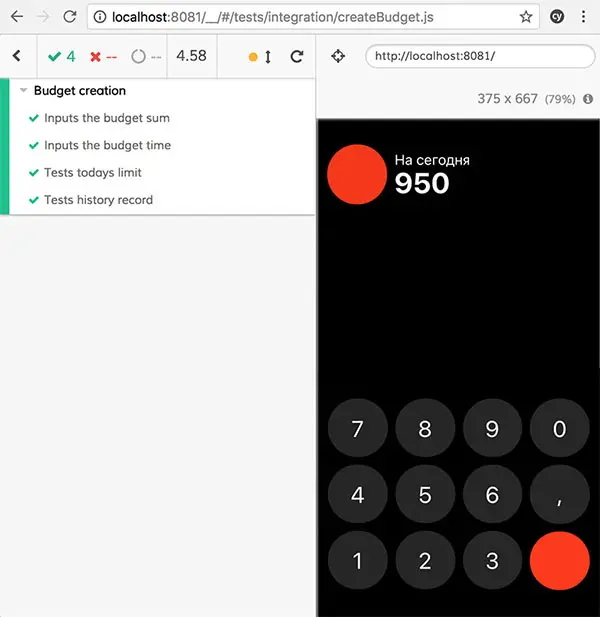 localhost:8081/__/#/tests/integration/createBudget.js
cy
4
--
--
4.58
http://localhost:8081/
375 x 667 (79%)
Budget creation
Inputs the budget sum
Inputs the budget time
Tests todays limit
Tests history record
На сегодня
950
7 8 9 0
4 5 6 ,
1 2 3